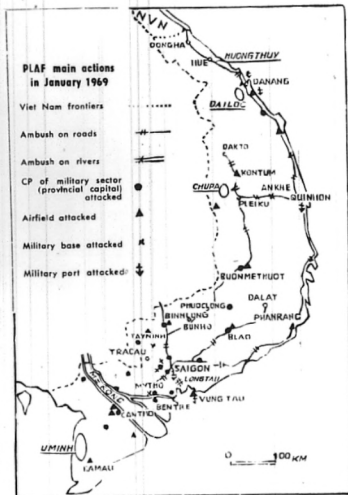 NVN
DONGHA
HUE
HUONGTHUY
DANANG
DAILOC
PLAF main actions
in January 1969
Viet Nam frontiers
Ambush on roads
Ambush on rivers
CP of military sector
(provincial capital)
attacked
Airfield attacked
Military base attacked
Military port attacked
DAKTO
KONTUM
CHUPA
ANKHE
PLEIKU
QUINHON
BUONMETHUOT
DALAT
PHUOCLONG
PHANRANG
BINHLONG
BUNHO
BLAO
TAYNINH
TRACAU
SAIGON
LONGTAU
MYTHO
VUNG TAU
BENTRE
MEKONG
CANTHO
UMINH
KAMAU
0 100 KM